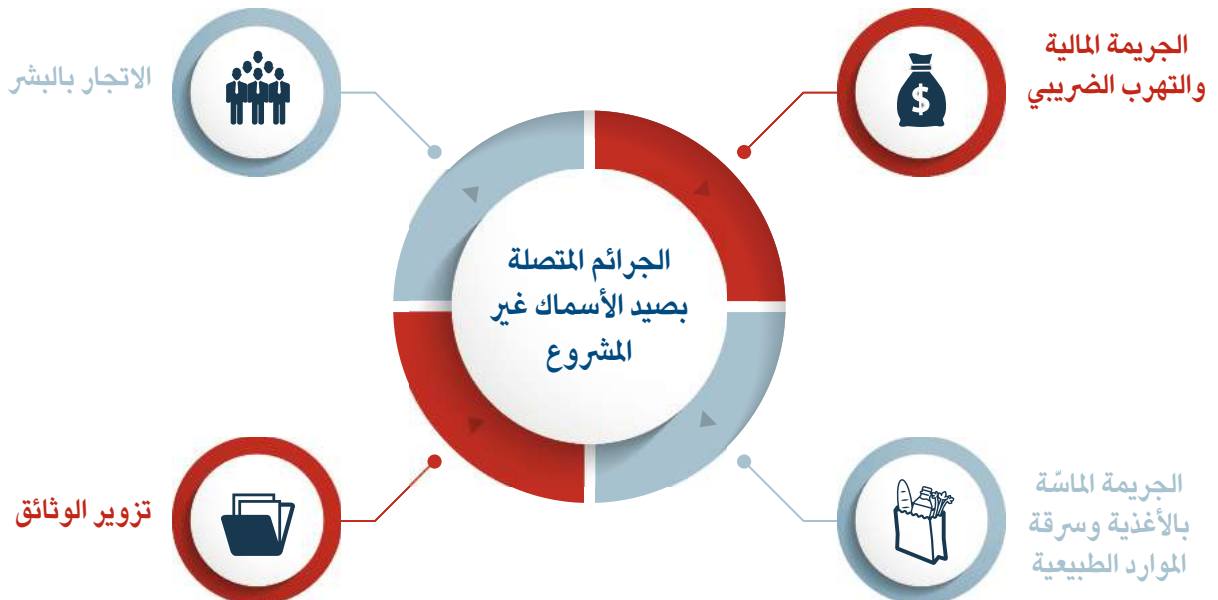 الجريمة المالية
والتهرب الضريبي
الاتجار بالبشر
الجرائم المتصلة
بصيد الأسماك غير
المشروع
الجريمة الماسّة
بالأغذية وسرقة
الموارد الطبيعية
تزوير الوثائق
$